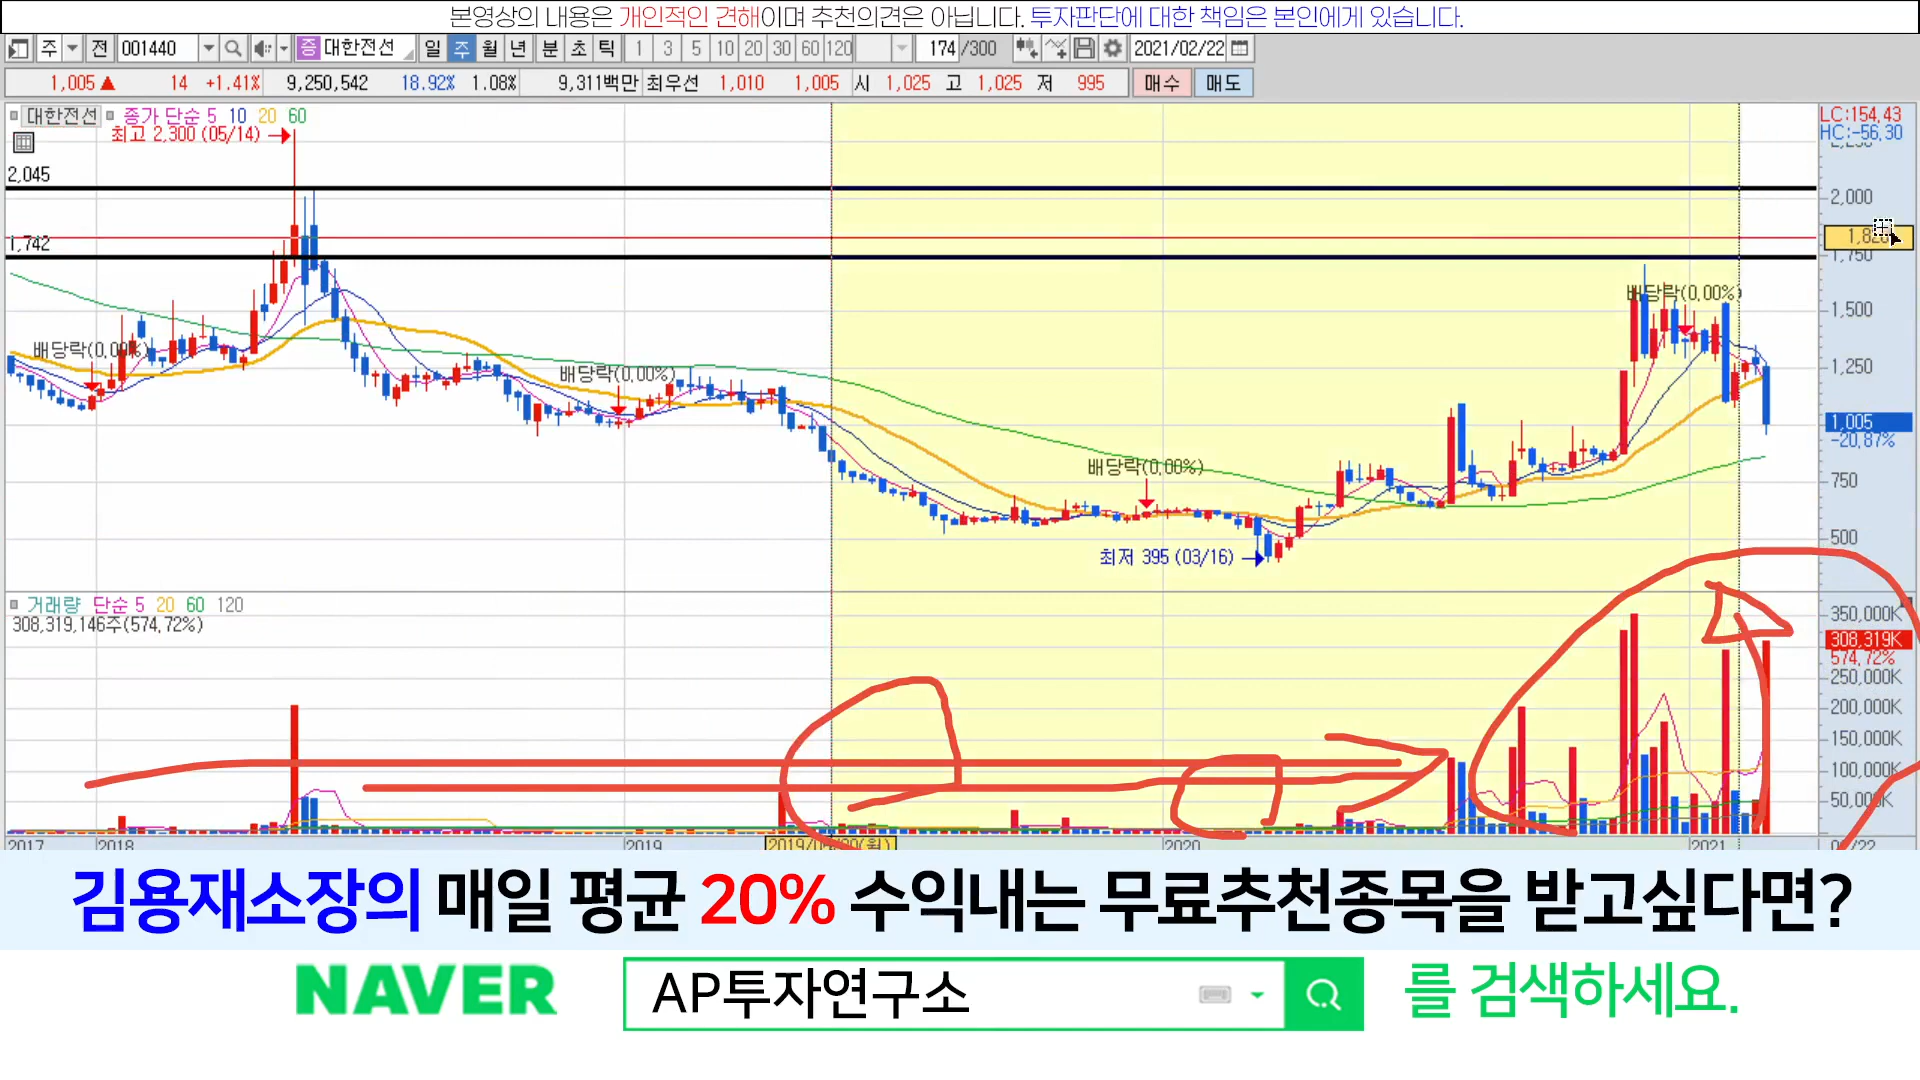 본영상의 내용은 개인적인 견해이며 추천의견은 아닙니다. 투자판단에 대한 책임은 본인에게 있습니다.
주 전 001440 증 대한전선 일 주 월 년 분 초 틱 1 3 5 10 20 30 60 120 174 /300 2021/02/22
1,005 ▲ 14 +1.41% 9,250,542 18.92% 1.08% 9,311백만 최우선 1,010 1,005 시 1,025 고 1,025 저 995 매수 매도
대한전선 종가 단순 5 10 20 60
LC:154.43
HC:-56.30
최고 2,300 (05/14)
2,045
2,000
1,742
1,750
배당락(0.00%)
1,500
배당락(0.00%)
배당락(0.00%)
1,250
1,005
-20.87%
배당락(0.00%)
750
최저 395 (03/16)
500
거래량 단순 5 20 60 120
308,319,146주(574.72%)
350,000K
308,319K
574.72%
250,000K
200,000K
150,000K
100,000K
50,000K
2017 2018 2019 2020 2021
김용재소장의 매일 평균 20% 수익내는 무료추천종목을 받고싶다면?
NAVER AP투자연구소 를 검색하세요.